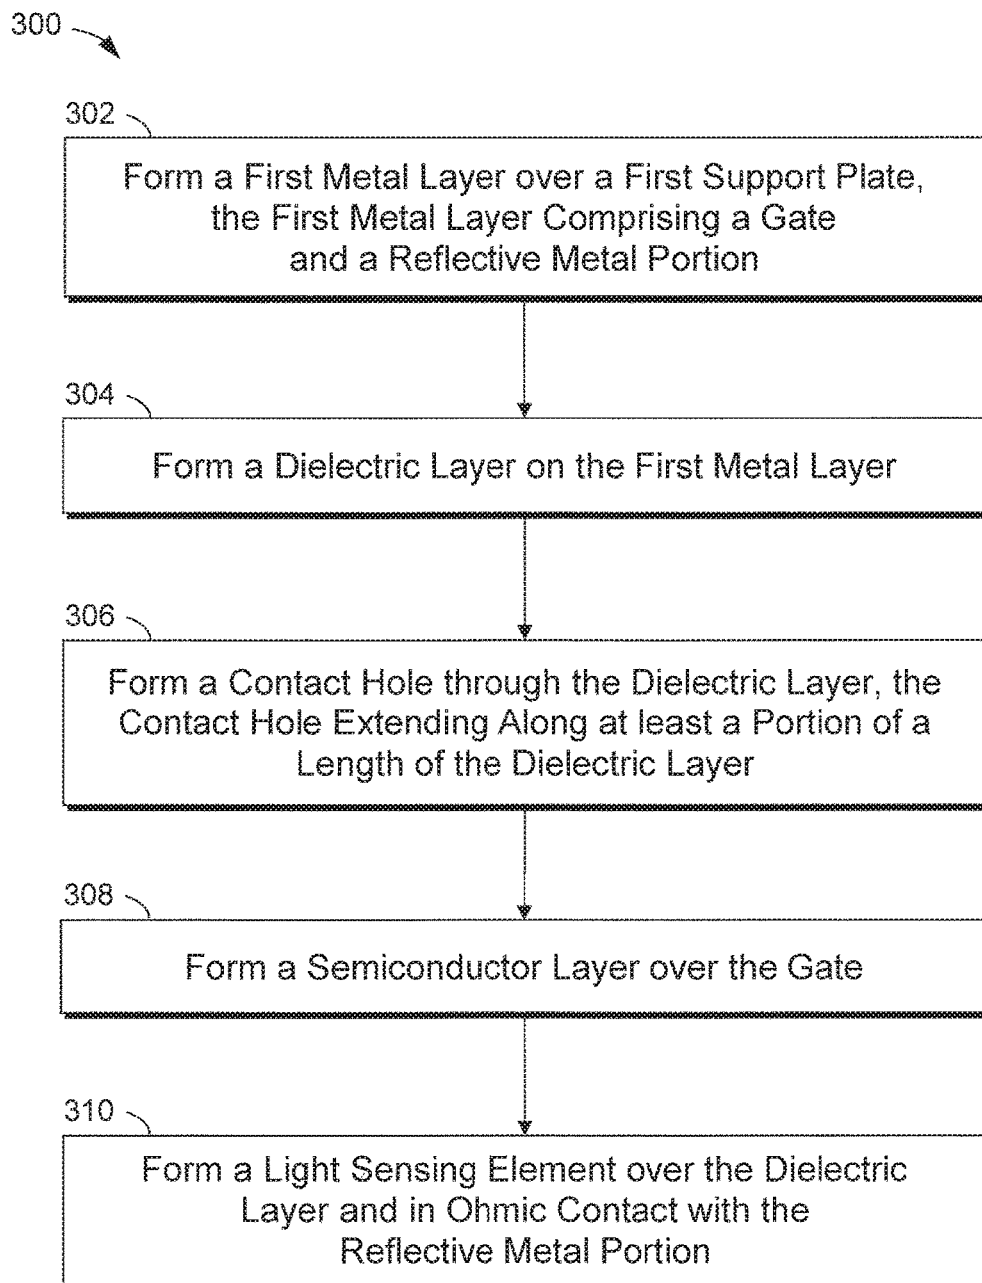 300
302
Form a First Metal Layer over a First Support Plate,
the First Metal Layer Comprising a Gate
and a Reflective Metal Portion
304
Form a Dielectric Layer on the First Metal Layer
306
Form a Contact Hole through the Dielectric Layer, the
Contact Hole Extending Along at least a Portion of a
Length of the Dielectric Layer
308
Form a Semiconductor Layer over the Gate
310
Form a Light Sensing Element over the Dielectric
Layer and in Ohmic Contact with the
Reflective Metal Portion